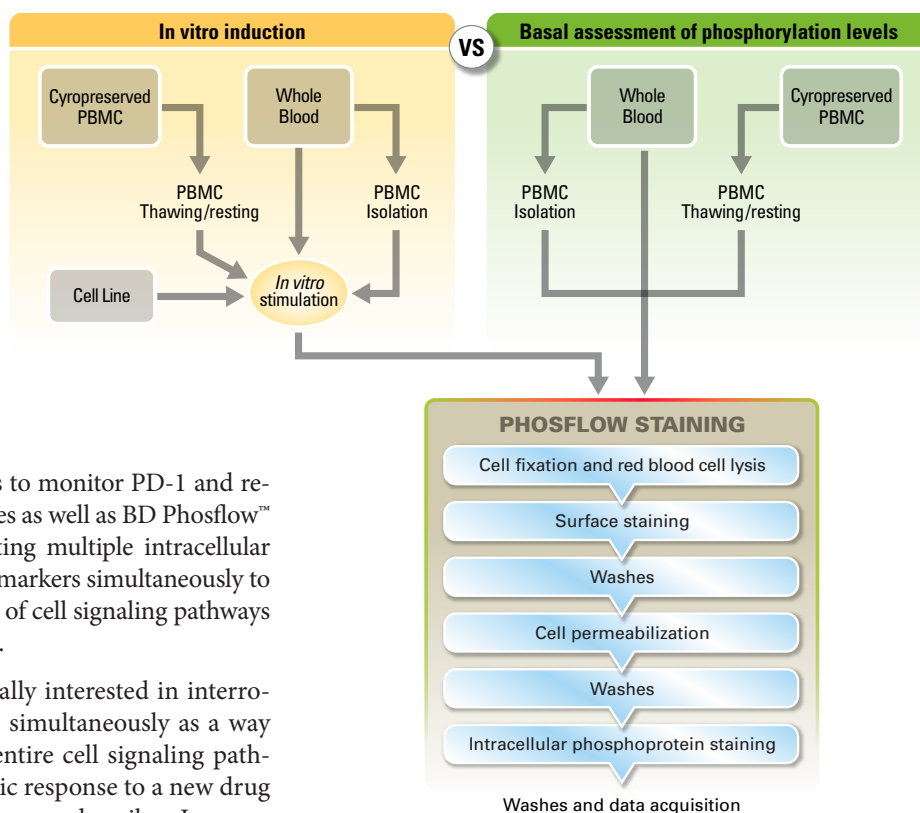 In vitro induction
VS
Basal assessment of phosphorylation levels
Cyropreserved
PBMC
Whole
Blood
PBMC
Thawing/resting
PBMC
Isolation
Cell Line
In vitro
stimulation
Whole
Blood
Cyropreserved
PBMC
PBMC
Isolation
PBMC
Thawing/resting
PHOSFLOW STAINING
Cell fixation and red blood cell lysis
Surface staining
Washes
Cell permeabilization
Washes
Intracellular phosphoprotein staining
Washes and data acquisition
s to monitor PD-1 and re-
es as well as BD Phosflow™
ting multiple intracellular
markers simultaneously to
of cell signaling pathways
.
ally interested in interro-
simultaneously as a way
entire cell signaling path-
ic response to a new drug